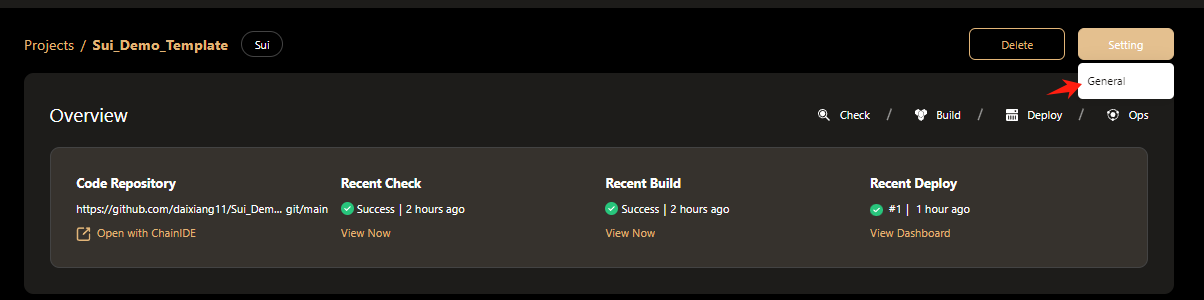 Projects / Sui_Demo_Template Sui Delete Setting
General
Overview Check / Build / Deploy / Ops
Code Repository Recent Check Recent Build Recent Deploy
https://github.com/daixiang11/Sui_Dem... git/main Success | 2 hours ago Success | 2 hours ago #1 | 1 hour ago
Open with ChainIDE View Now View Now View Dashboard